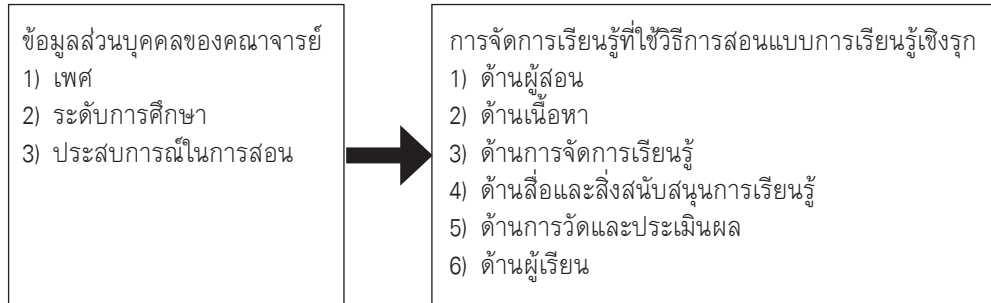 ข้อมูลส่วนบุคคลของคณาจารย์
1) เพศ
2) ระดับการศึกษา
3) ประสบการณ์ในการสอน
การจัดการเรียนรู้ที่ใช้วิธีการสอนแบบการเรียนรู้เชิงรุก
1) ด้านผู้สอน
2) ด้านเนื้อหา
3) ด้านการจัดการเรียนรู้
4) ด้านสื่อและสิ่งสนับสนุนการเรียนรู้
5) ด้านการวัดและประเมินผล
6) ด้านผู้เรียน